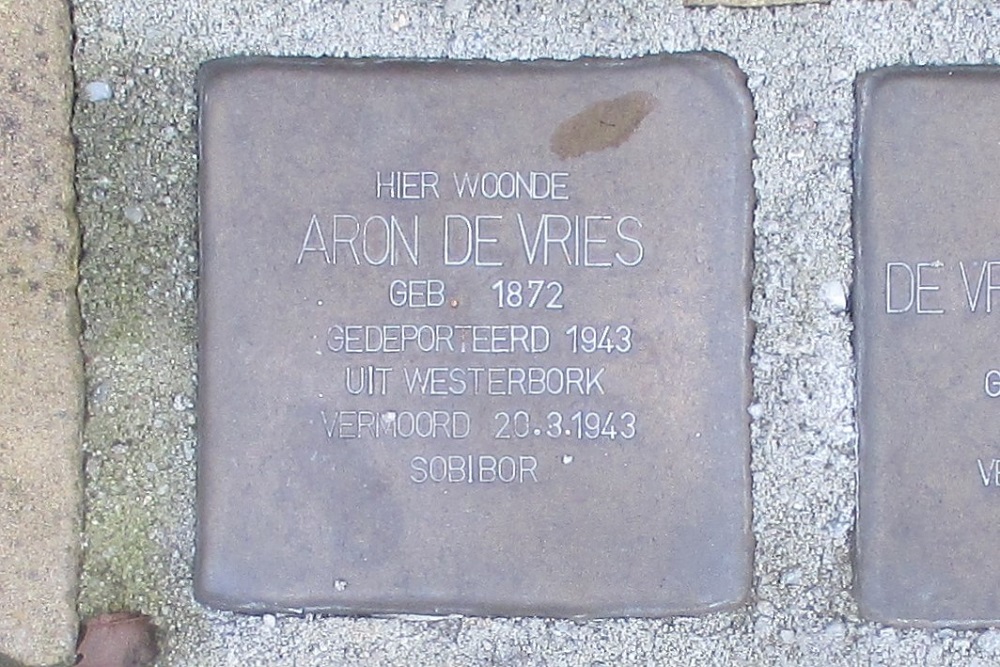 HIER WOONDE
ARON DE VRIES
GEB. 1872
GEDEPORTEERD 1943
UIT WESTERBORK
VERMOORD 20.3.1943
SOBIBOR
DE